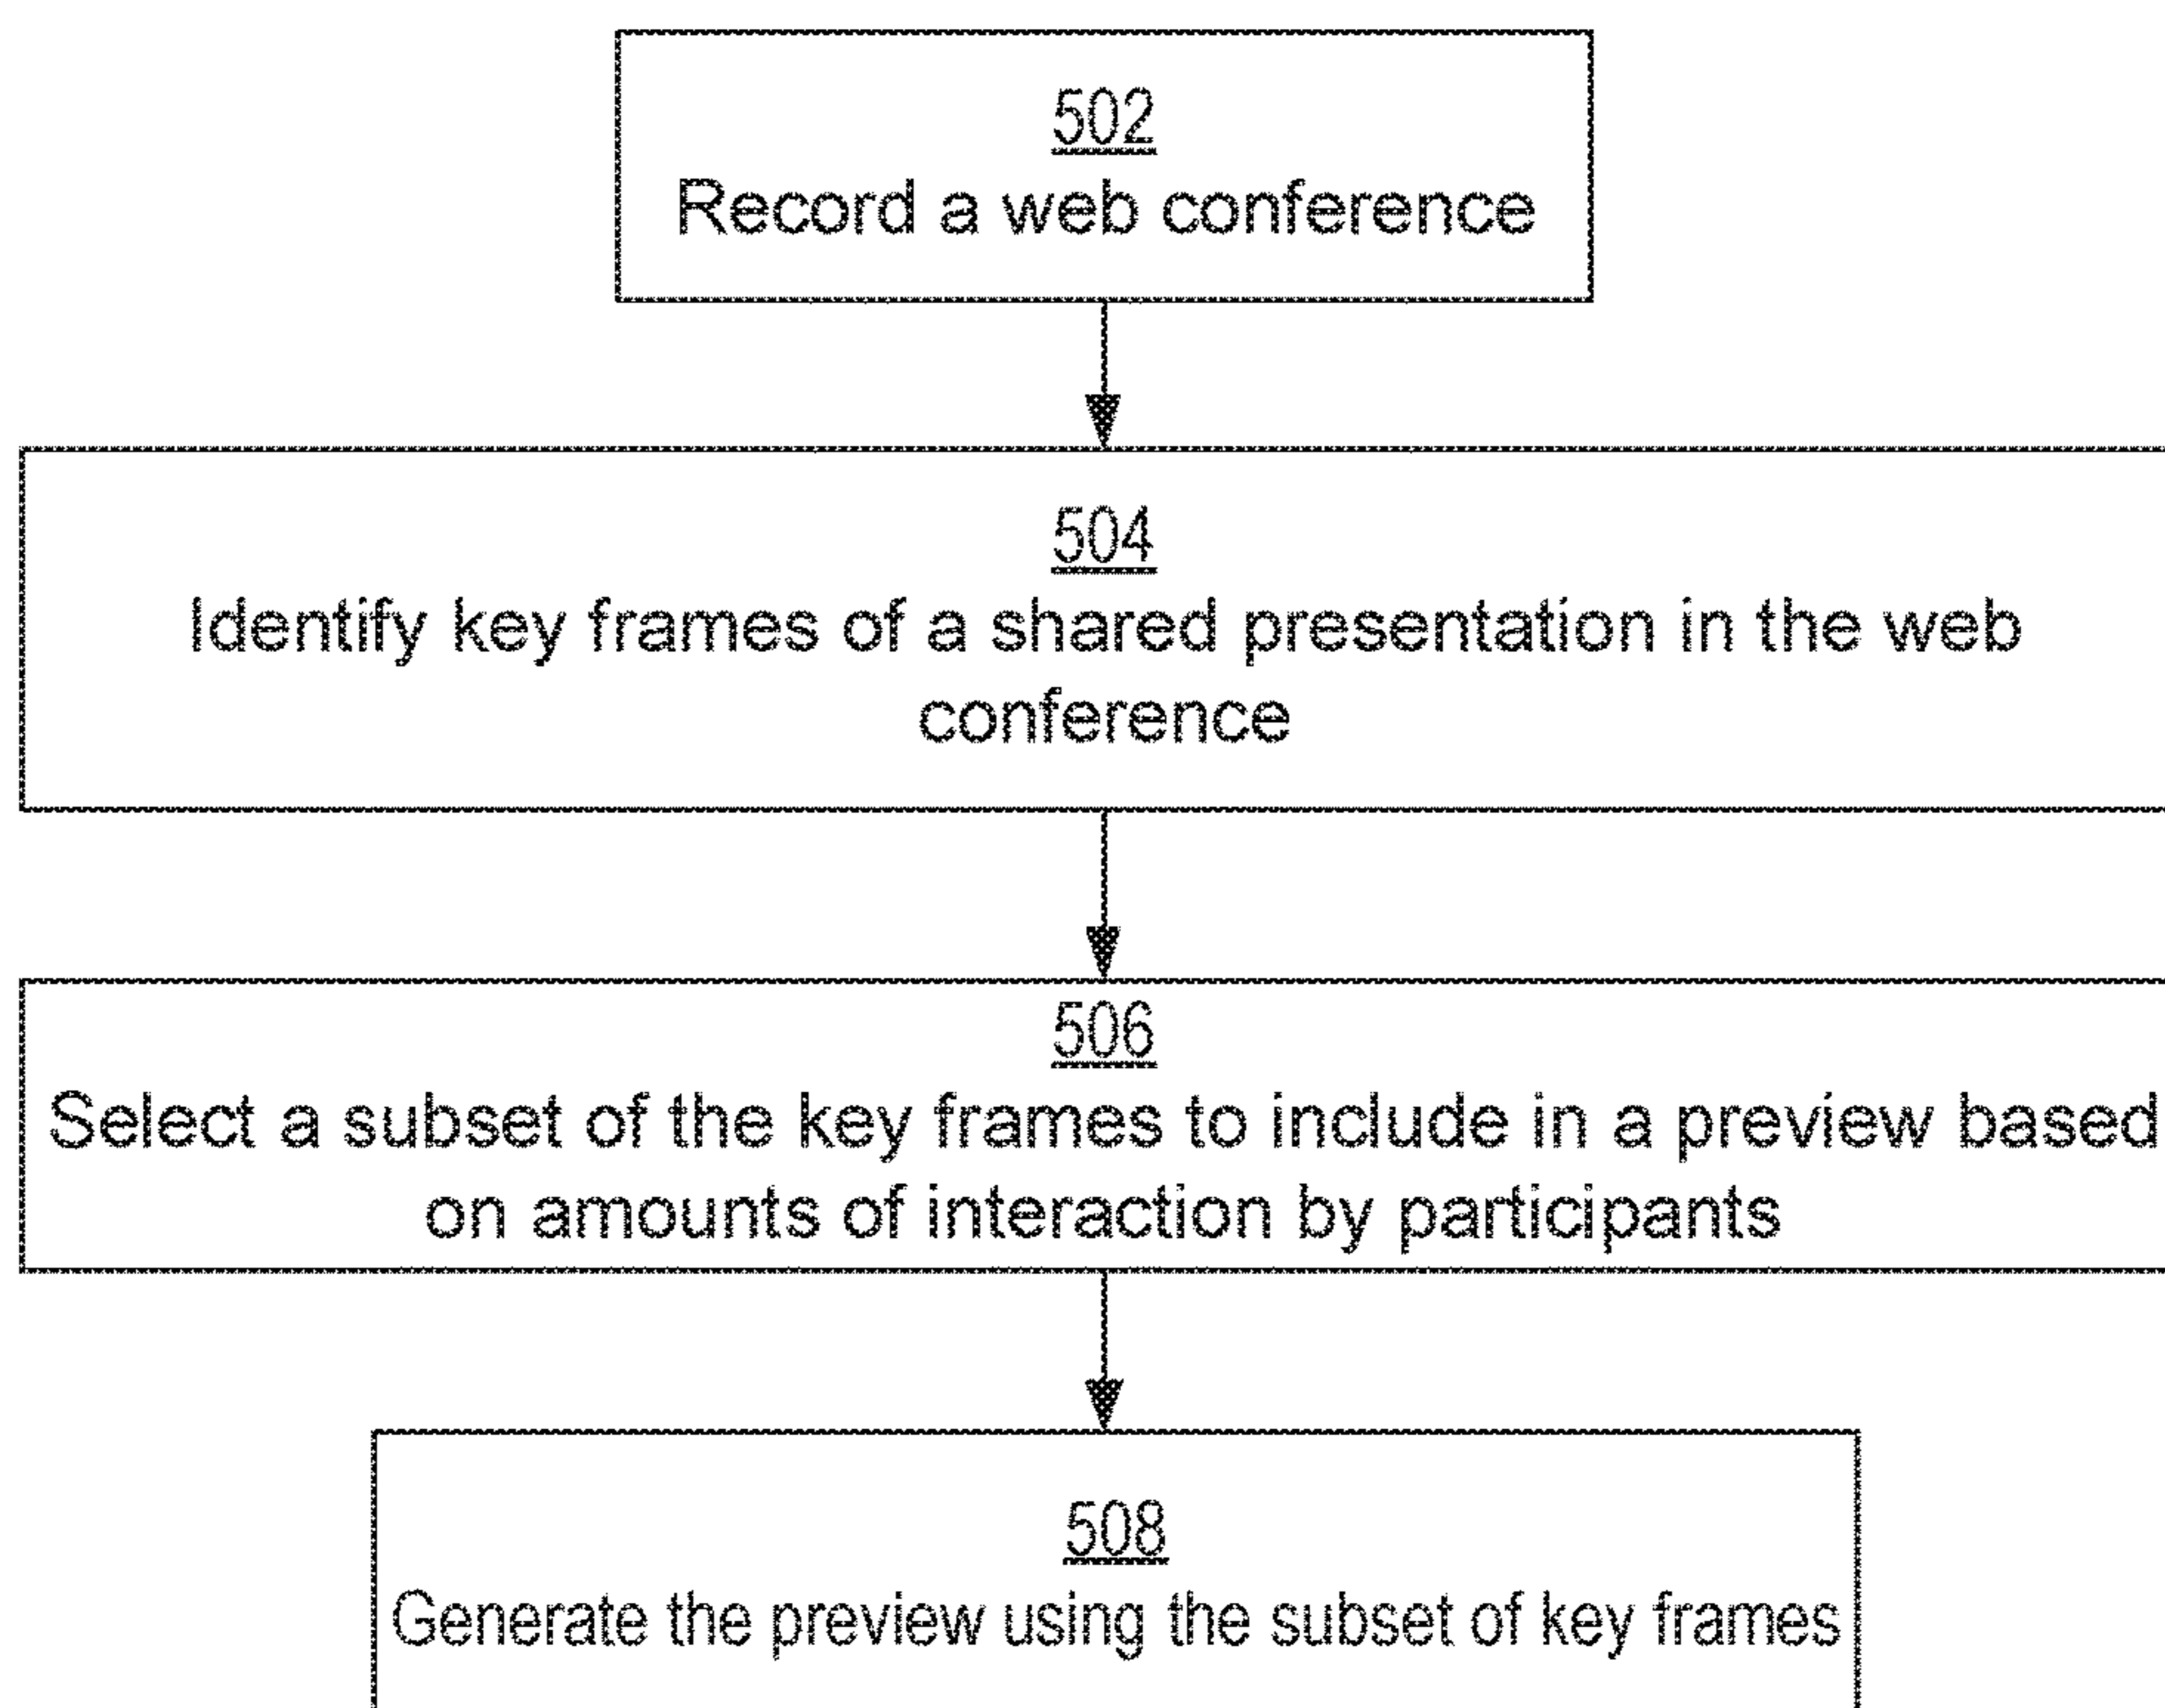 502
Record a web conference
504
Identify key frames of a shared presentation in the web
conference
506
Select a subset of the key frames to include in a preview based
on amounts of interaction by participants
508
Generate the preview using the subset of key frames